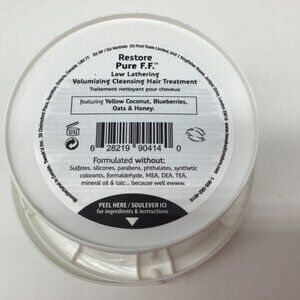 Restore
Pure F.F.™
Low Lathering
Volumizing Cleansing Hair Treatment
Traitement nettoyant pour cheveux
featuring Yellow Coconut, Blueberries,
Oats & Honey.
6 28219 90414 0
Formulated without:
Sulfates, silicones, parabens, phthalates, synthetic
colorants, formaldehyde, MEA, DEA, TEA,
mineral oil & talc... because well ewww.
PEEL HERE / SOULEVER ICI
for ingredients & instructions